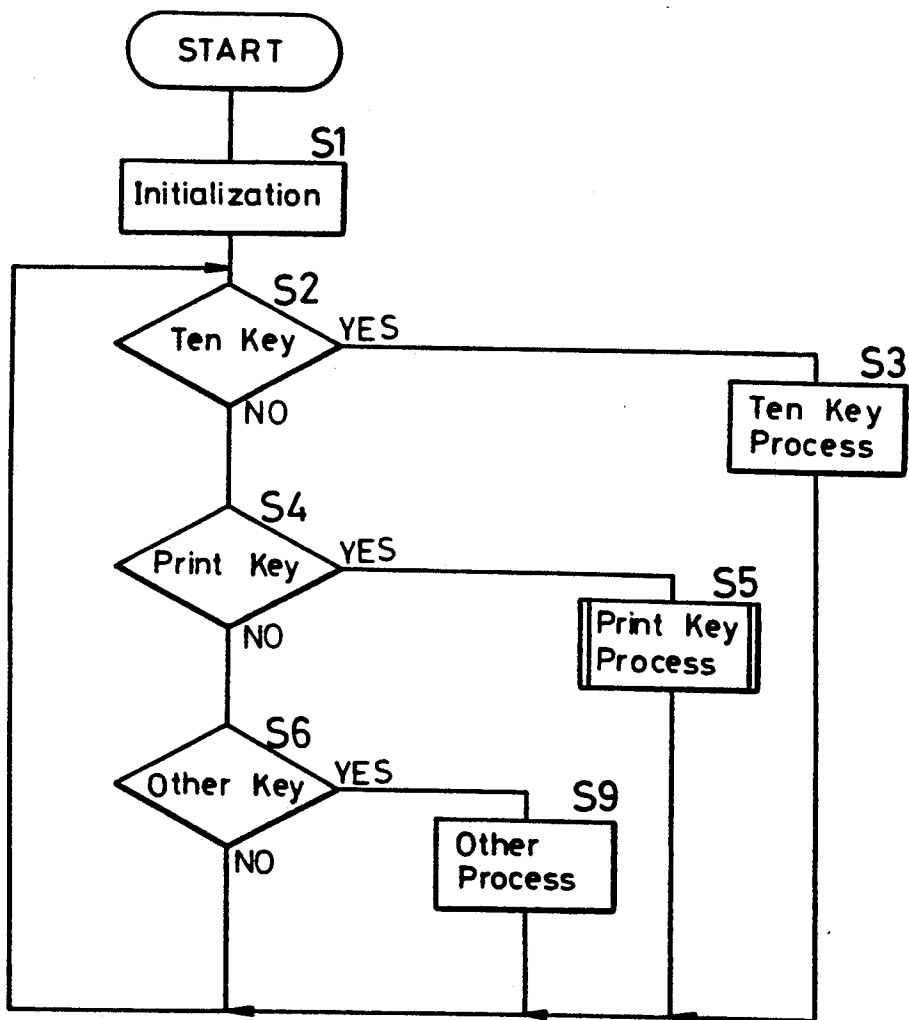 START
S1
Initialization
S2
Ten Key
YES
NO
S3
Ten Key
Process
S4
Print Key
YES
NO
S5
Print Key
Process
S6
Other Key
YES
NO
S9
Other
Process